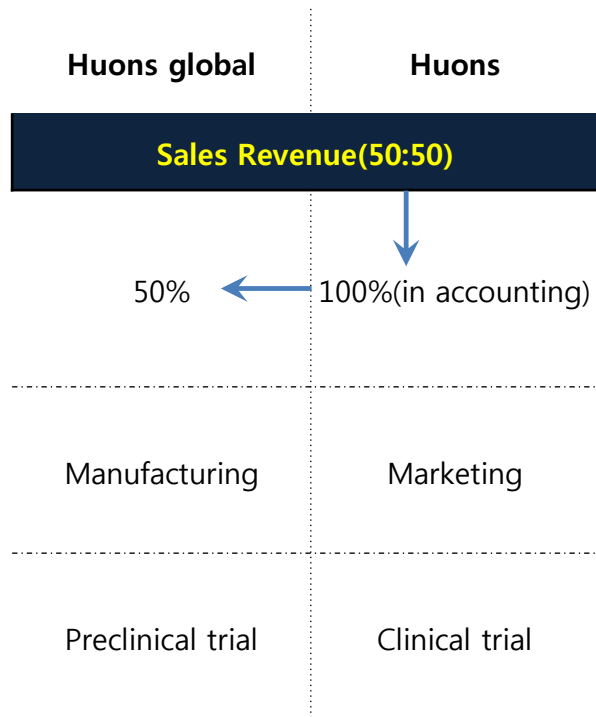 Huons global Huons
Sales Revenue(50:50)
50% 100%(in accounting)
Manufacturing Marketing
Preclinical trial Clinical trial